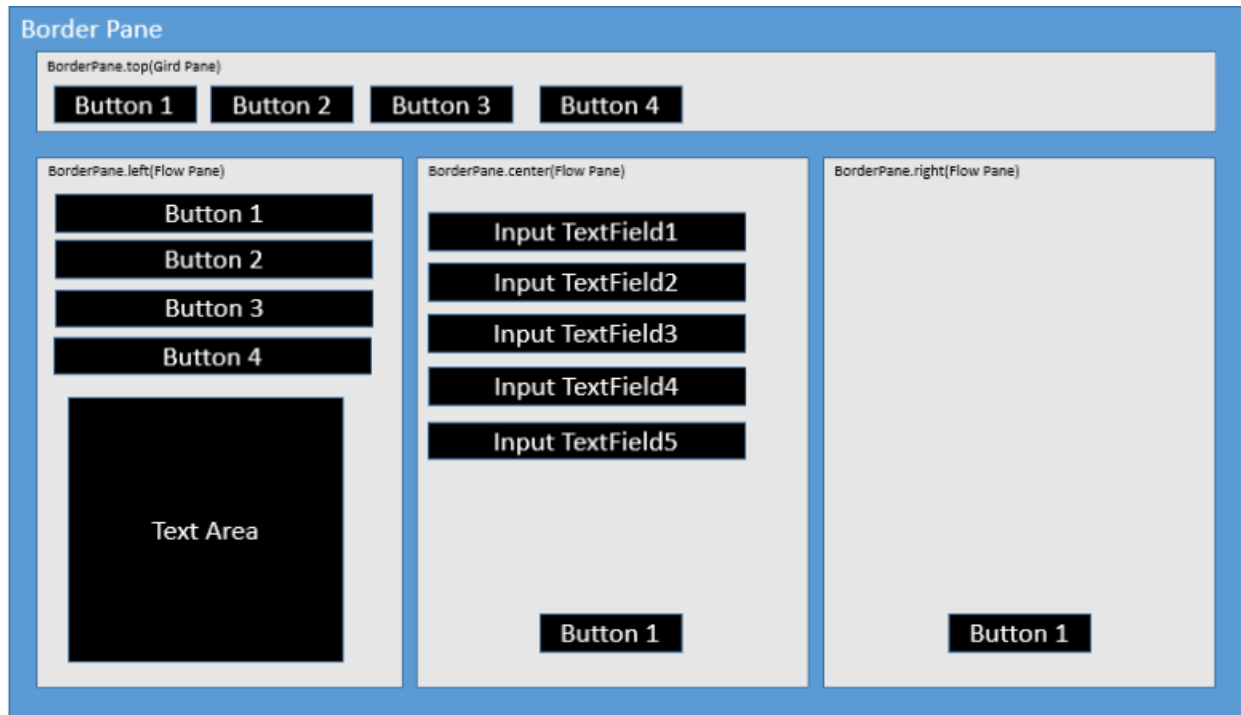 Border Pane
BorderPane.top(Gird Pane)
Button 1
Button 2
Button 3
Button 4
BorderPane.left(Flow Pane)
Button 1
Button 2
Button 3
Button 4
Text Area
BorderPane.center(Flow Pane)
Input TextField1
Input TextField2
Input TextField3
Input TextField4
Input TextField5
Button 1
BorderPane.right(Flow Pane)
Button 1